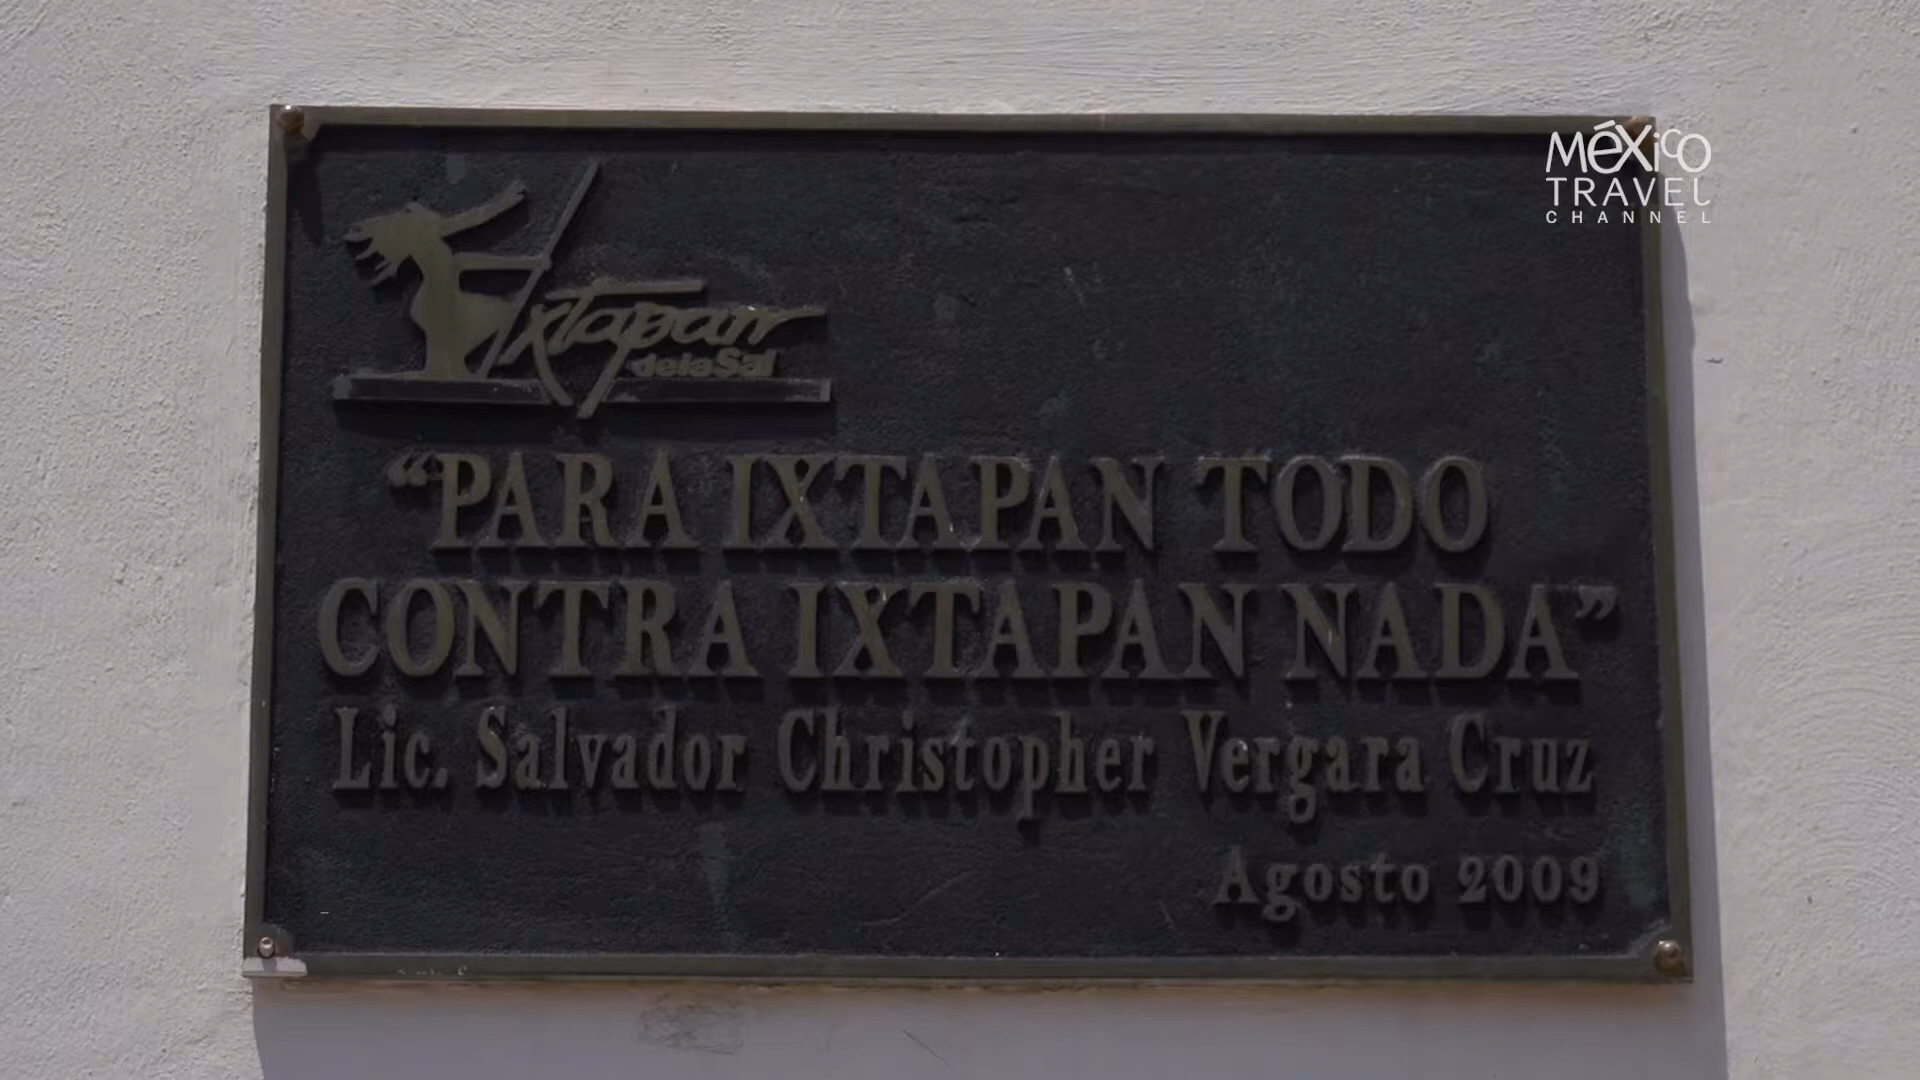 MéXicO
TRAVEL
CHANNEL
Ixtapan
de la Sal
“PARA IXTAPAN TODO
CONTRA IXTAPAN NADA”
Lic. Salvador Christopher Vergara Cruz
Agosto 2009